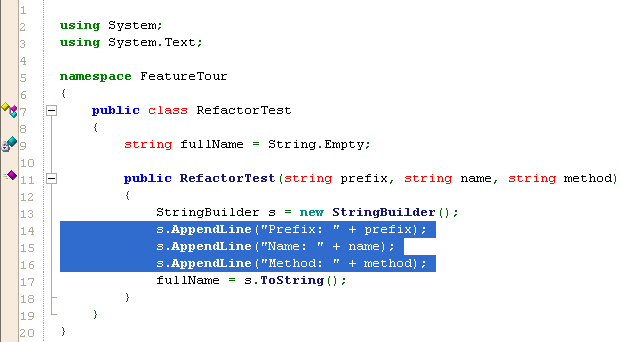 1
2 using System;
3 using System.Text;
4
5 namespace FeatureTour
6 {
7 public class RefactorTest
8 {
9 string fullName = String.Empty;
10
11 public RefactorTest(string prefix, string name, string method)
12 {
13 StringBuilder s = new StringBuilder();
14 s.AppendLine("Prefix: " + prefix);
15 s.AppendLine("Name: " + name);
16 s.AppendLine("Method: " + method);
17 fullName = s.ToString();
18 }
19 }
20 }